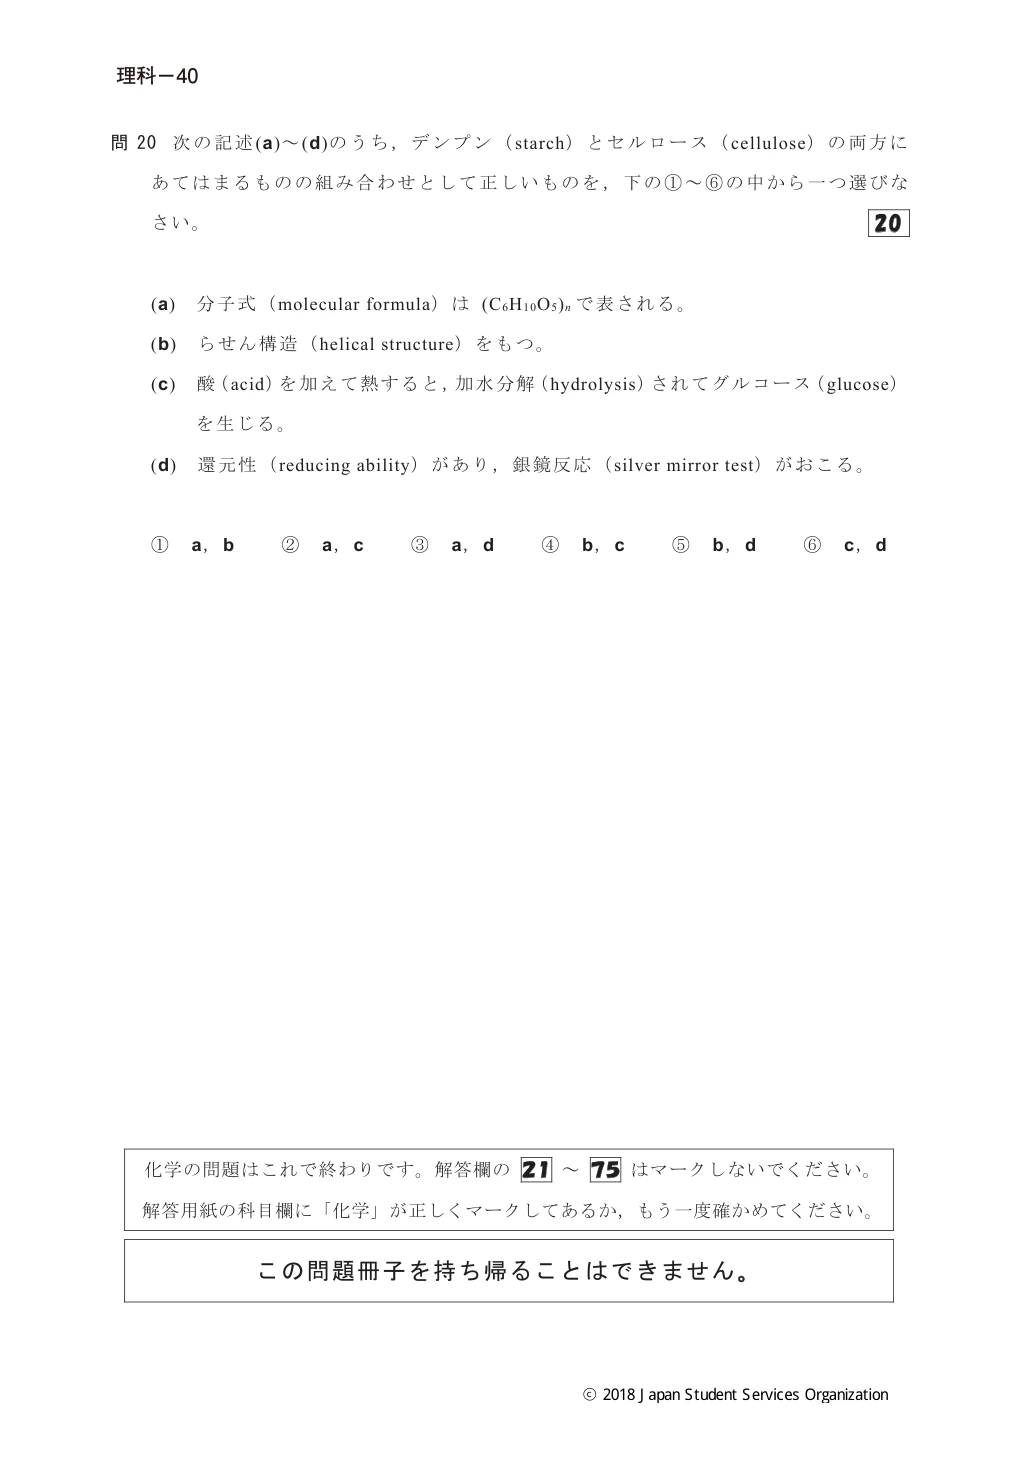 理科－40
問 20 次の記述(a)～(d)のうち，デンプン（starch）とセルロース（cellulose）の両方に
あてはまるものの組み合わせとして正しいものを，下の①～⑥の中から一つ選びな
さい。 20
(a) 分子式（molecular formula）は (C₆H₁₀O₅)ₙで表される。
(b) らせん構造（helical structure）をもつ。
(c) 酸（acid）を加えて熱すると，加水分解（hydrolysis）されてグルコース（glucose）
を生じる。
(d) 還元性（reducing ability）があり，銀鏡反応（silver mirror test）がおこる。
① a，b ② a，c ③ a，d ④ b，c ⑤ b，d ⑥ c，d
化学の問題はこれで終わりです。解答欄の 21 ～ 75 はマークしないでください。
解答用紙の科目欄に「化学」が正しくマークしてあるか，もう一度確かめてください。
この問題冊子を持ち帰ることはできません。
© 2018 Japan Student Services Organization